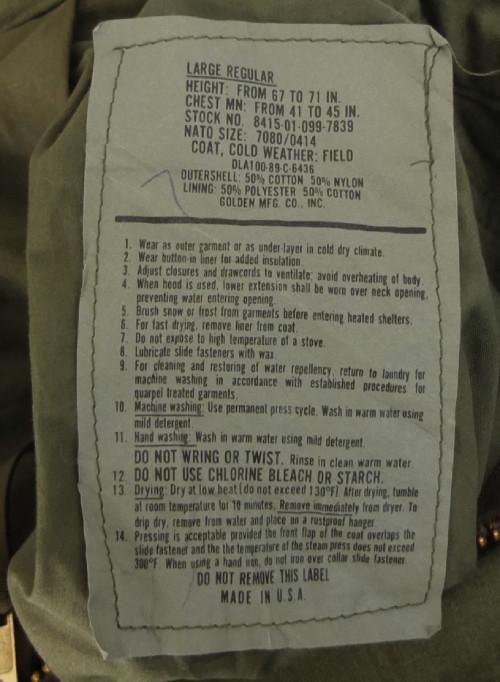 LARGE REGULAR
HEIGHT: FROM 67 TO 71 IN.
CHEST MN: FROM 41 TO 45 IN.
STOCK NO. 8415-01-099-7839
NATO SIZE: 7080/0414
COAT, COLD WEATHER: FIELD
DLA100-89-C-6436
OUTERSHELL: 50% COTTON 50% NYLON
LINING: 50% POLYESTER 50% COTTON
GOLDEN MFG. CO., INC.
1. Wear as outer garment or as under-layer in cold dry climate.
2. Wear button-in liner for added insulation.
3. Adjust closures and drawcords to ventilate; avoid overheating of body.
4. When hood is used, lower extension shall be worn over neck opening,
preventing water entering opening.
5. Brush snow or frost from garments before entering heated shelters.
6. For fast drying, remove liner from coat.
7. Do not expose to high temperature of a stove.
8. Lubricate slide fasteners with wax.
9. For cleaning and restoring of water repellency, return to laundry for
machine washing in accordance with established procedures for
quarpel treated garments.
10. Machine washing: Use permanent press cycle. Wash in warm water using
mild detergent.
11. Hand washing: Wash in warm water using mild detergent.
DO NOT WRING OR TWIST. Rinse in clean warm water.
12. DO NOT USE CHLORINE BLEACH OR STARCH.
13. Drying: Dry at low heat (do not exceed 130°F) After drying, tumble
at room temperature for 10 minutes. Remove immediately from dryer. To
drip dry, remove from water and place on a rustproof hanger.
14. Pressing is acceptable provided the front flap of the coat overlaps the
slide fastener and the the temperature of the steam press does not exceed
300°F. When using a hand iron, do not iron over collar slide fastener
DO NOT REMOVE THIS LABEL
MADE IN U.S.A.